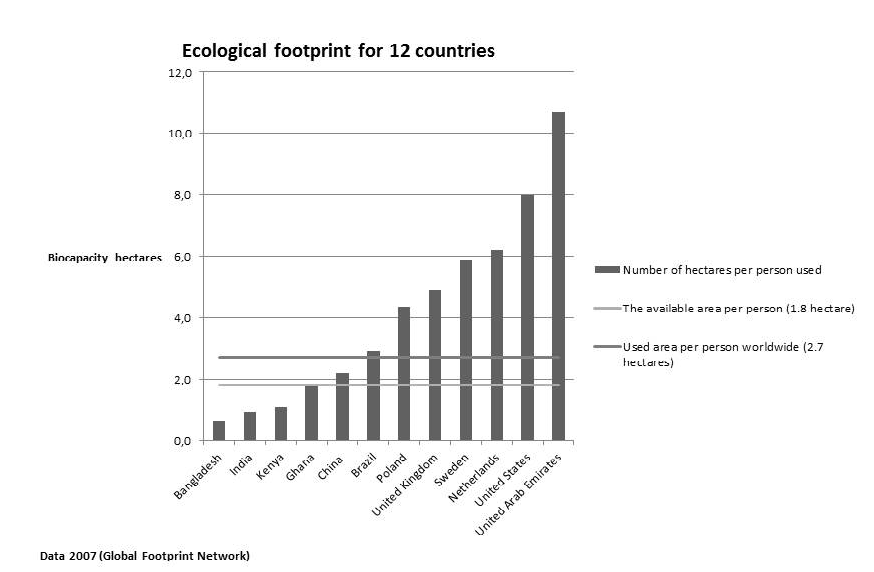 Ecological footprint for 12 countries
12,0
10,0
8,0
Biocapacity hectares 6,0
4,0
2,0
0,0
Bangladesh
India
Kenya
Ghana
China
Brazil
Poland
United Kingdom
Sweden
Netherlands
United States
United Arab Emirates
Number of hectares per person used
The available area per person (1.8 hectare)
Used area per person worldwide (2.7
hectares)
Data 2007 (Global Footprint Network)